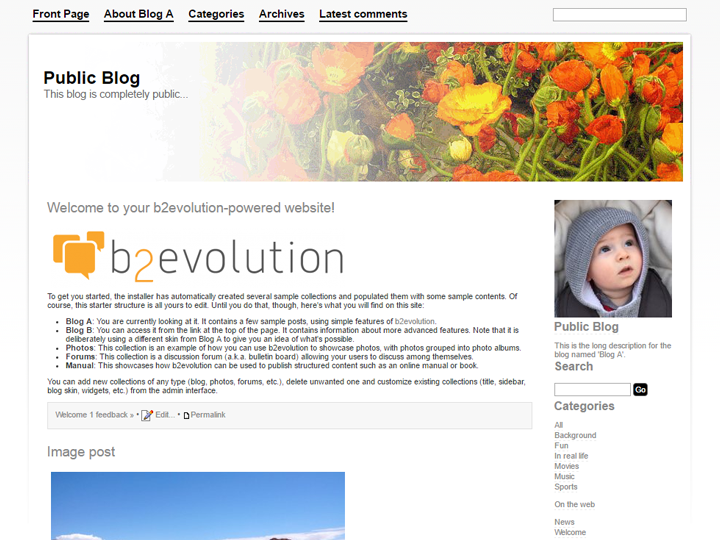 Front Page About Blog A Categories Archives Latest comments
Public Blog
This blog is completely public...
Welcome to your b2evolution-powered website!
b2evolution
To get you started, the installer has automatically created several sample collections and populated them with some sample contents. Of
course, this starter structure is all yours to edit. Until you do that, though, here's what you will find on this site:
• Blog A: You are currently looking at it. It contains a few sample posts, using simple features of b2evolution.
• Blog B: You can access it from the link at the top of the page. It contains information about more advanced features. Note that it is
deliberately using a different skin from Blog A to give you an idea of what's possible.
• Photos: This collection is an example of how you can use b2evolution to showcase photos, with photos grouped into photo albums.
• Forums: This collection is a discussion forum (a.k.a. bulletin board) allowing your users to discuss among themselves.
• Manual: This showcases how b2evolution can be used to publish structured content such as an online manual or book.
You can add new collections of any type (blog, photos, forums, etc.), delete unwanted one and customize existing collections (title, sidebar,
blog skin, widgets, etc.) from the admin interface.
Welcome 1 feedback » • Edit... • Permalink
Image post
Public Blog
This is the long description for the
blog named 'Blog A'.
Search
Go
Categories
All
Background
Fun
In real life
Movies
Music
Sports
On the web
News
Welcome